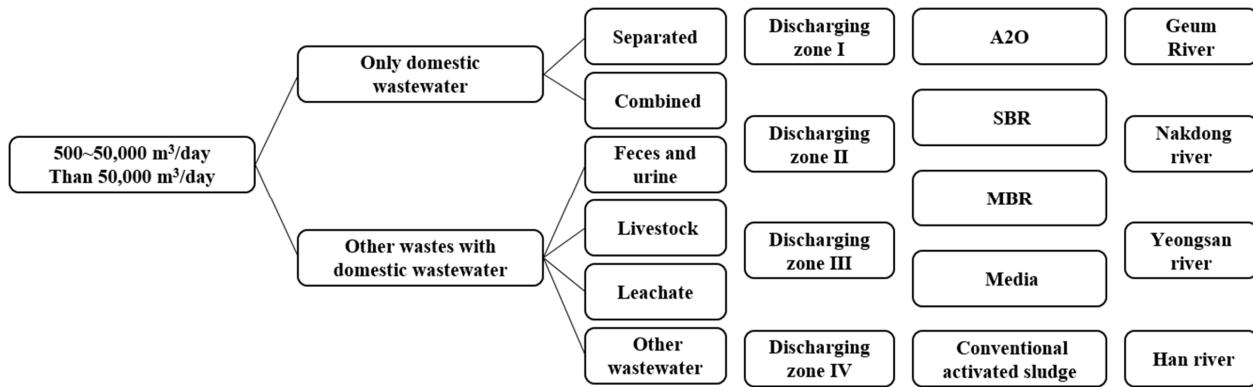 500~50,000 m³/day
Than 50,000 m³/day
Only domestic
wastewater
Other wastes with
domestic wastewater
Separated
Combined
Feces and
urine
Livestock
Leachate
Other
wastewater
Discharging
zone I
Discharging
zone II
Discharging
zone III
Discharging
zone IV
A2O
SBR
MBR
Media
Conventional
activated sludge
Geum
River
Nakdong
river
Yeongsan
river
Han river